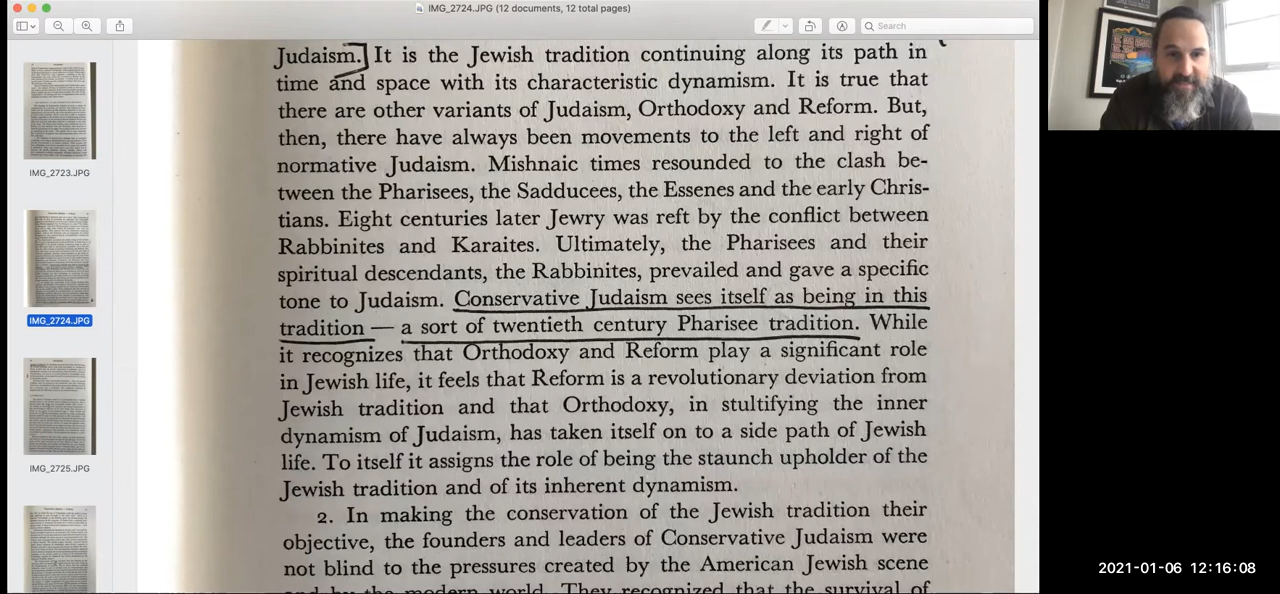 IMG_2724.JPG (12 documents, 12 total pages)
Search
Judaism. It is the Jewish tradition continuing along its path in
time and space with its characteristic dynamism. It is true that
there are other variants of Judaism, Orthodoxy and Reform. But,
then, there have always been movements to the left and right of
normative Judaism. Mishnaic times resounded to the clash be-
tween the Pharisees, the Sadducees, the Essenes and the early Chris-
tians. Eight centuries later Jewry was reft by the conflict between
Rabbinites and Karaites. Ultimately, the Pharisees and their
spiritual descendants, the Rabbinites, prevailed and gave a specific
tone to Judaism. Conservative Judaism sees itself as being in this
tradition — a sort of twentieth century Pharisee tradition. While
it recognizes that Orthodoxy and Reform play a significant role
in Jewish life, it feels that Reform is a revolutionary deviation from
Jewish tradition and that Orthodoxy, in stultifying the inner
dynamism of Judaism, has taken itself on to a side path of Jewish
life. To itself it assigns the role of being the staunch upholder of the
Jewish tradition and of its inherent dynamism.
2. In making the conservation of the Jewish tradition their
objective, the founders and leaders of Conservative Judaism were
not blind to the pressures created by the American Jewish scene
and by the modern world. They recognized that the survival of
IMG_2723.JPG
IMG_2724.JPG
IMG_2725.JPG
2021-01-06 12:16:08